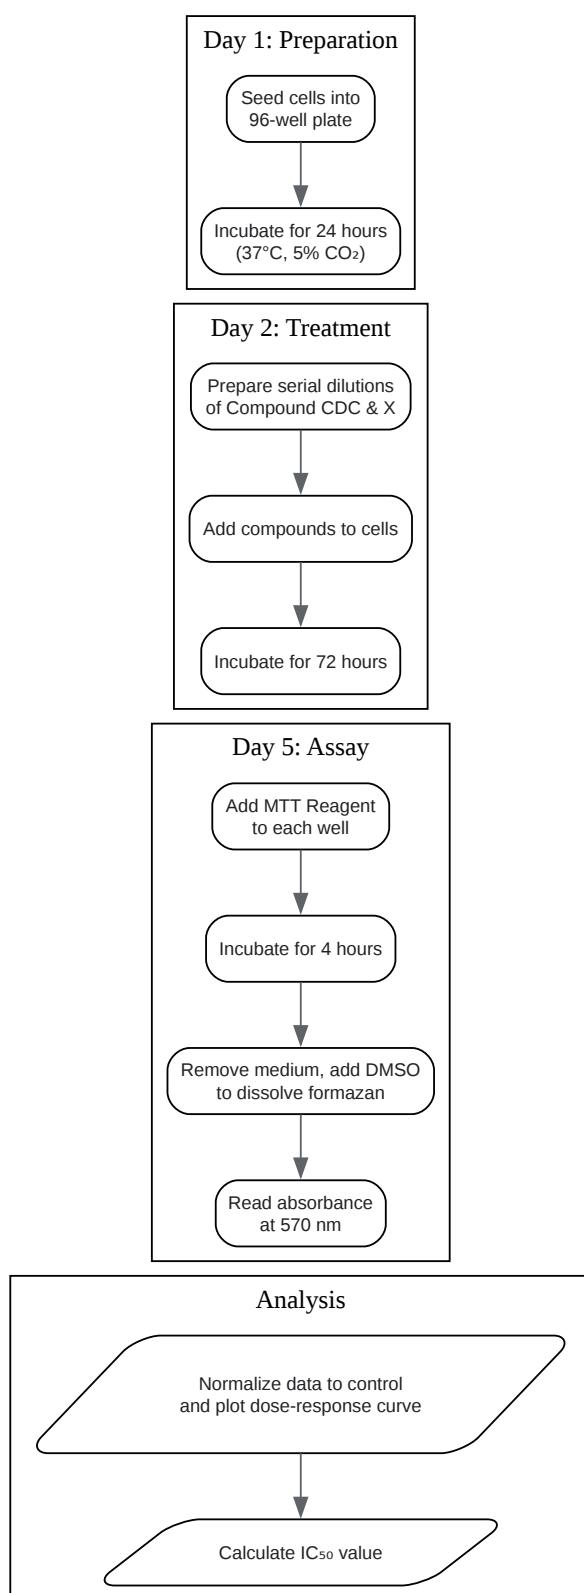 Day 1: Preparation
Seed cells into
96-well plate
Incubate for 24 hours
(37°C, 5% CO₂)
Day 2: Treatment
Prepare serial dilutions
of Compound CDC & X
Add compounds to cells
Incubate for 72 hours
Day 5: Assay
Add MTT Reagent
to each well
Incubate for 4 hours
Remove medium, add DMSO
to dissolve formazan
Read absorbance
at 570 nm
Analysis
Normalize data to control
and plot dose-response curve
Calculate IC₅₀ value